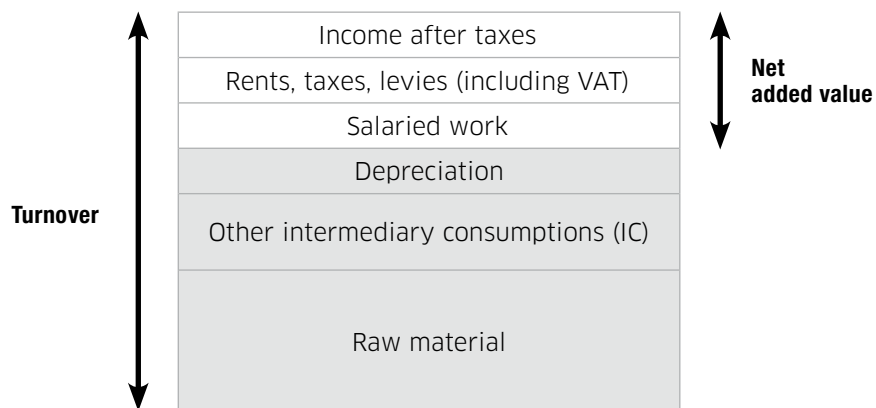 Income after taxes
Rents, taxes, levies (including VAT)
Salaried work
Depreciation
Other intermediary consumptions (IC)
Raw material
Turnover
Net
added value